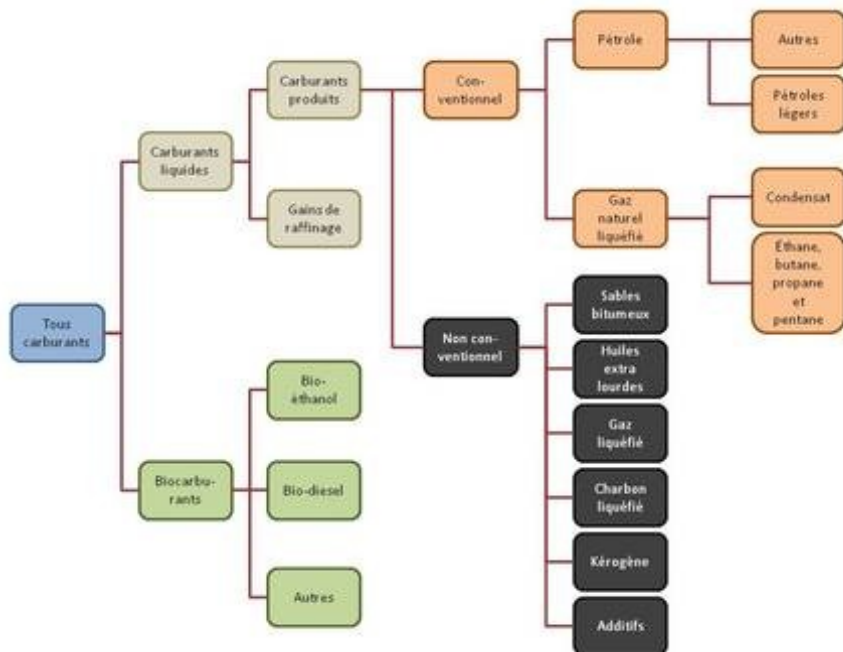 Tous
carburants
Carburants
liquides
Carburants
produits
Con-
ventionnel
Pétrole
Autres
Pétroles
légers
Gaz
naturel
liquéfié
Condensat
Éthane,
butane,
propane
et
pentane
Non con-
ventionnel
Sables
bitumeux
Huiles
extra
lourdes
Gaz
liquéfié
Charbon
liquéfié
Kérogène
Additifs
Gains de
raffinage
Biocarbu-
rants
Bio-
éthanol
Bio-diesel
Autres